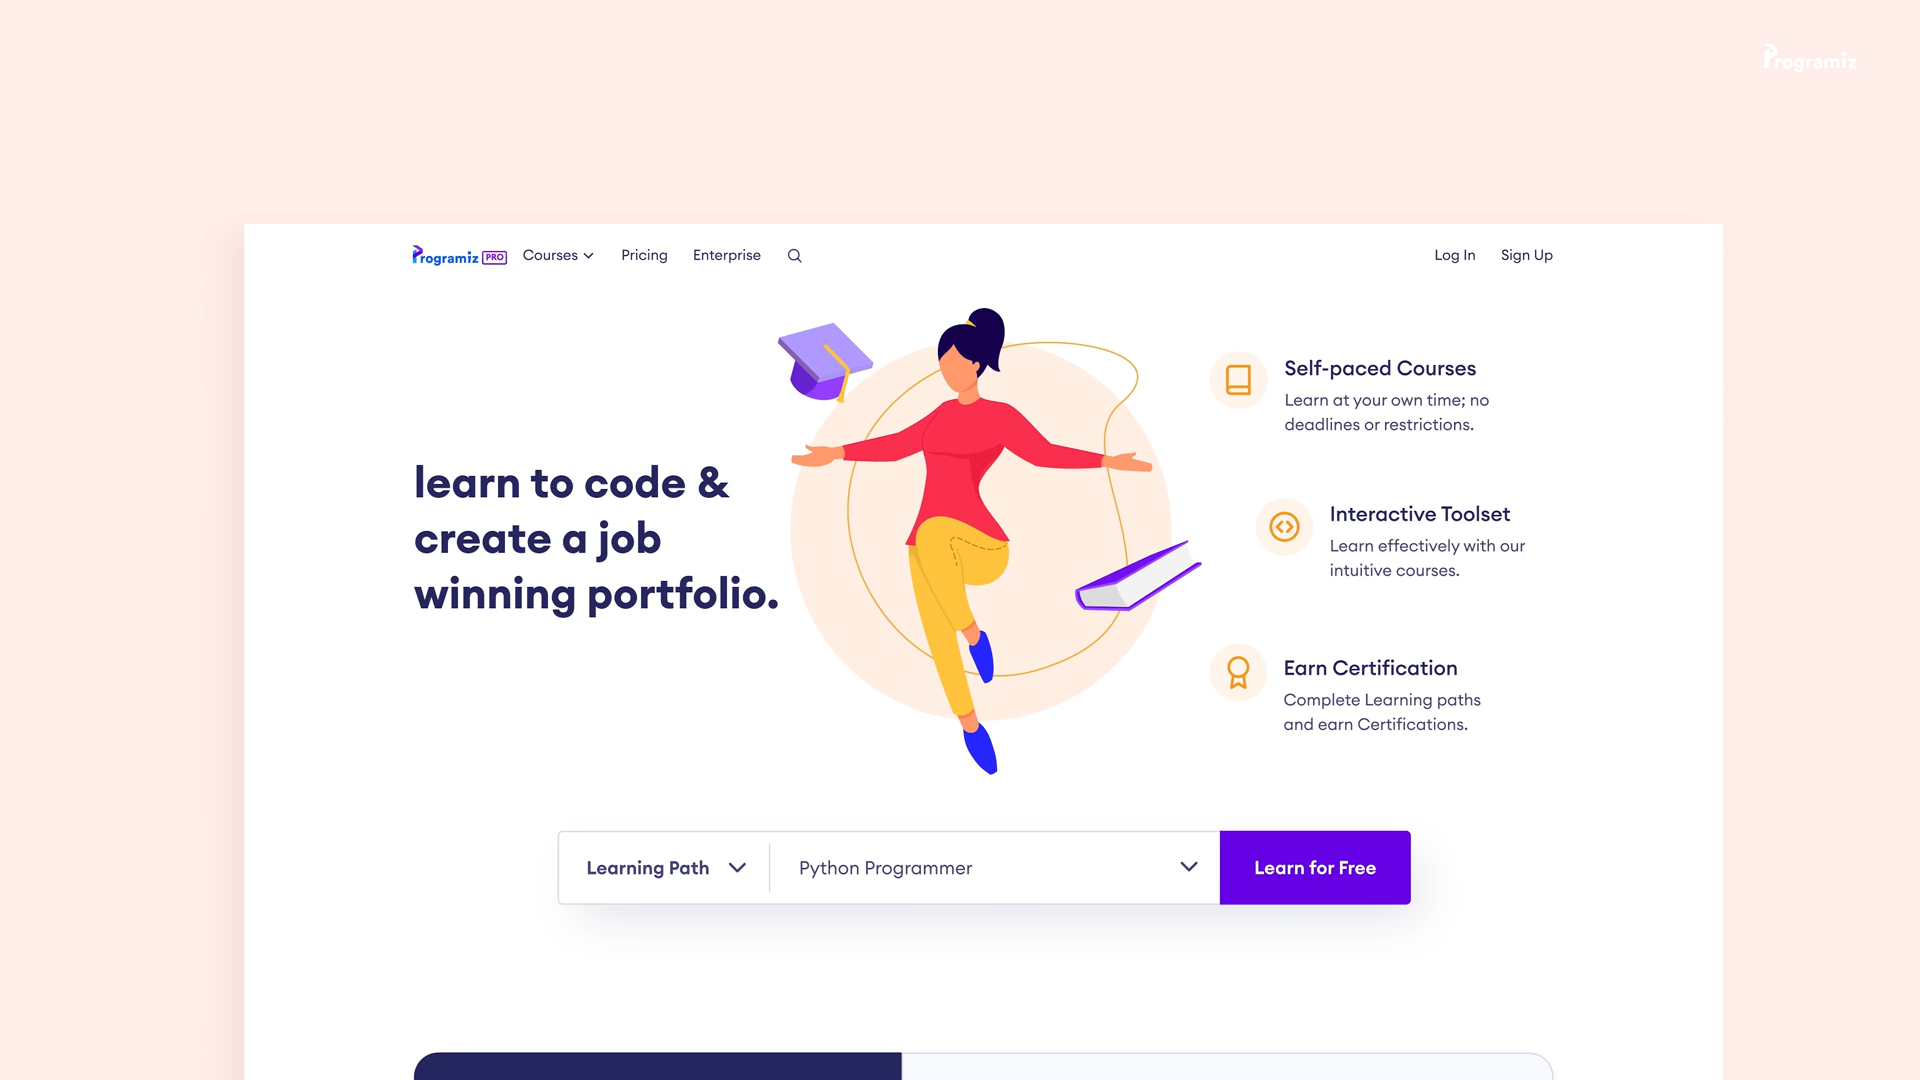 Programiz
Programiz PRO Courses Pricing Enterprise Log In Sign Up
learn to code &
create a job
winning portfolio.
Self-paced Courses
Learn at your own time; no
deadlines or restrictions.
Interactive Toolset
Learn effectively with our
intuitive courses.
Earn Certification
Complete Learning paths
and earn Certifications.
Learning Path Python Programmer Learn for Free